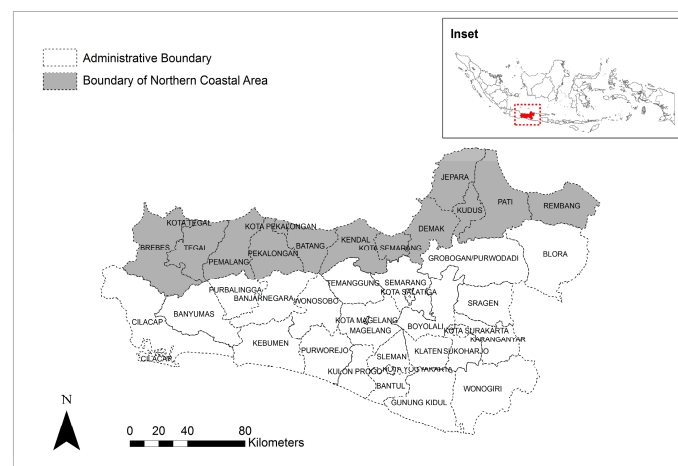 Administrative Boundary
Boundary of Northern Coastal Area
Inset
JEPARA
KUDUS
PATI
REMBANG
KOTA TEGAL
KOTA PEKALONGAN
DEMAK
BREBES
TEGAL
PEMALANG
PEKALONGAN
BATANG
KENDAL
KOTA SEMARANG
GROBOGAN/PURWODADI
BLORA
PURBALINGGA
BANJARNEGARA
WONOSOBO
TEMANGGUNG
SEMARANG
KOTA SALATIGA
SRAGEN
CILACAP
BANYUMAS
KOTA MAGELANG
MAGELANG
BOYOLALI
KOTA SURAKARTA
KARANGANYAR
KEBUMEN
PURWOREJO
SLEMAN
KLATEN
SUKOHARJO
CILACAP
KULON PROGO
KOTA YOGYAKARTA
BANTUL
WONOGIRI
GUNUNG KIDUL
N
0 20 40 80
Kilometers